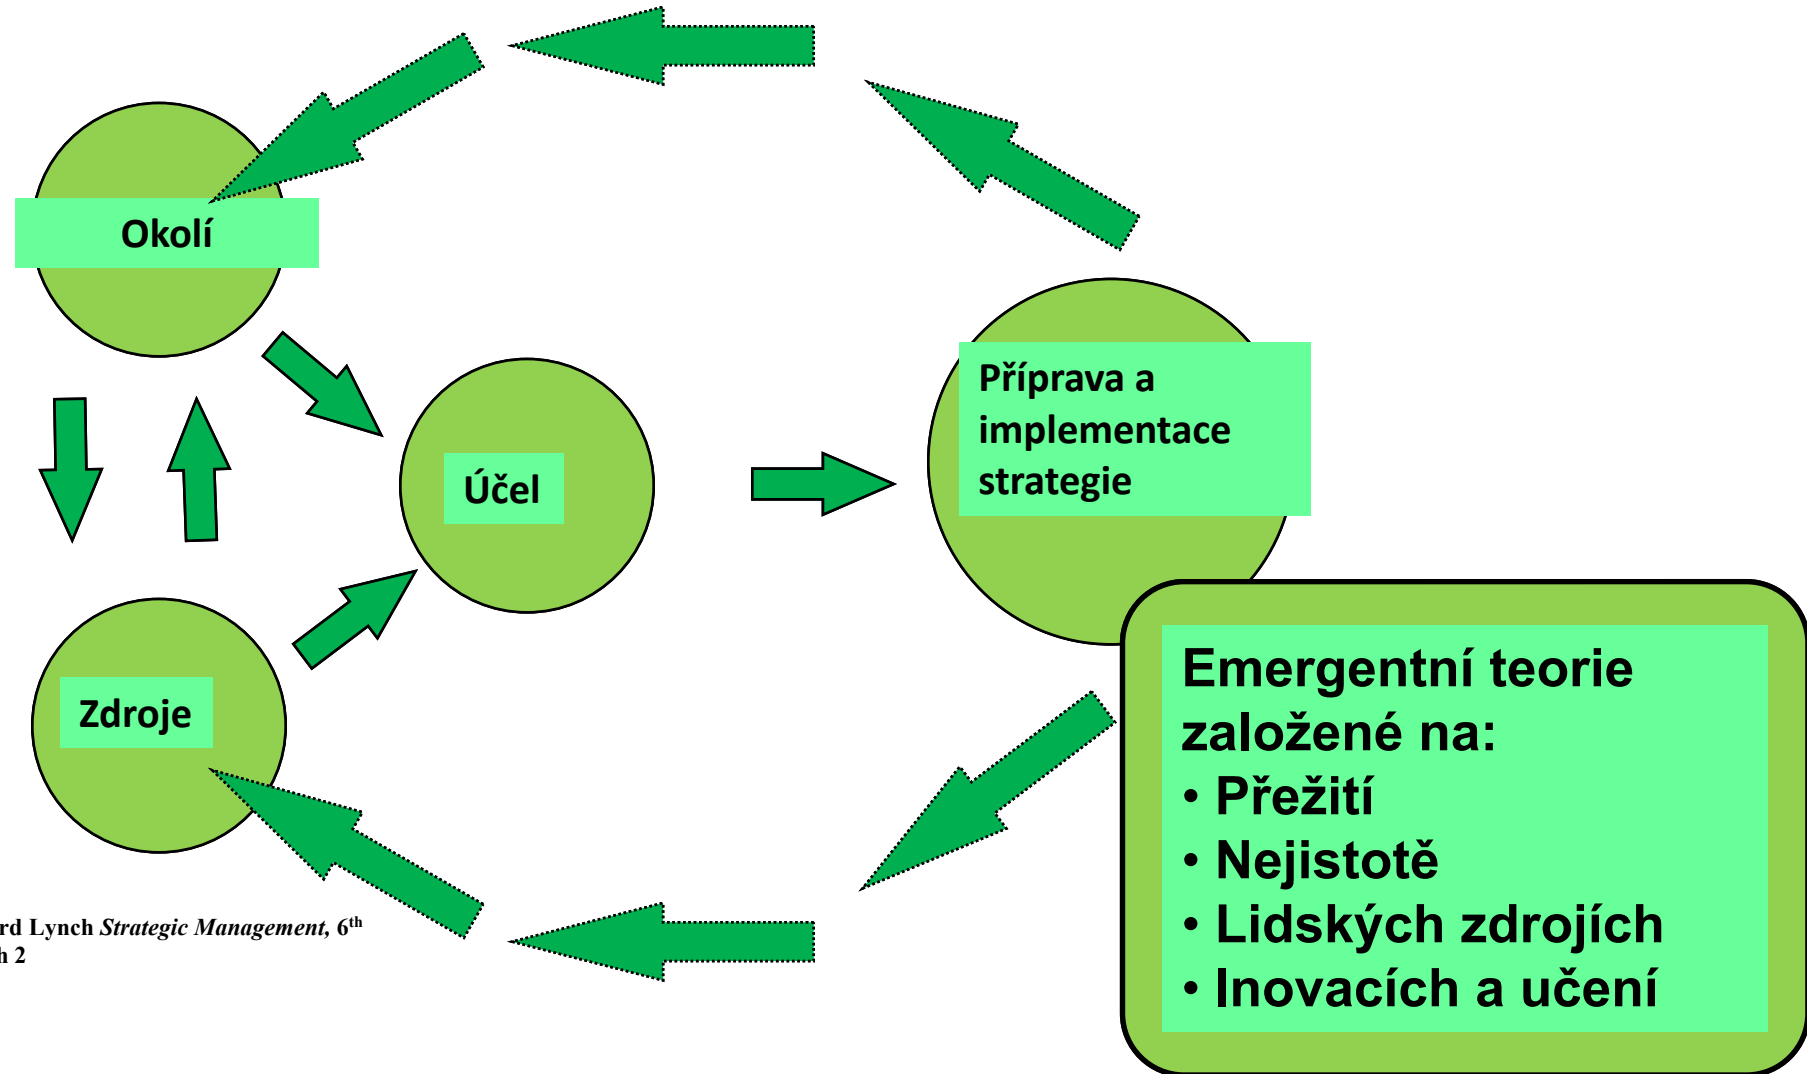 Okolí
Příprava a
implementace
strategie
Účel
Zdroje
Emergentní teorie
založené na:
• Přežití
• Nejistotě
• Lidských zdrojích
• Inovacích a učení
rd Lynch Strategic Management, 6th
h 2